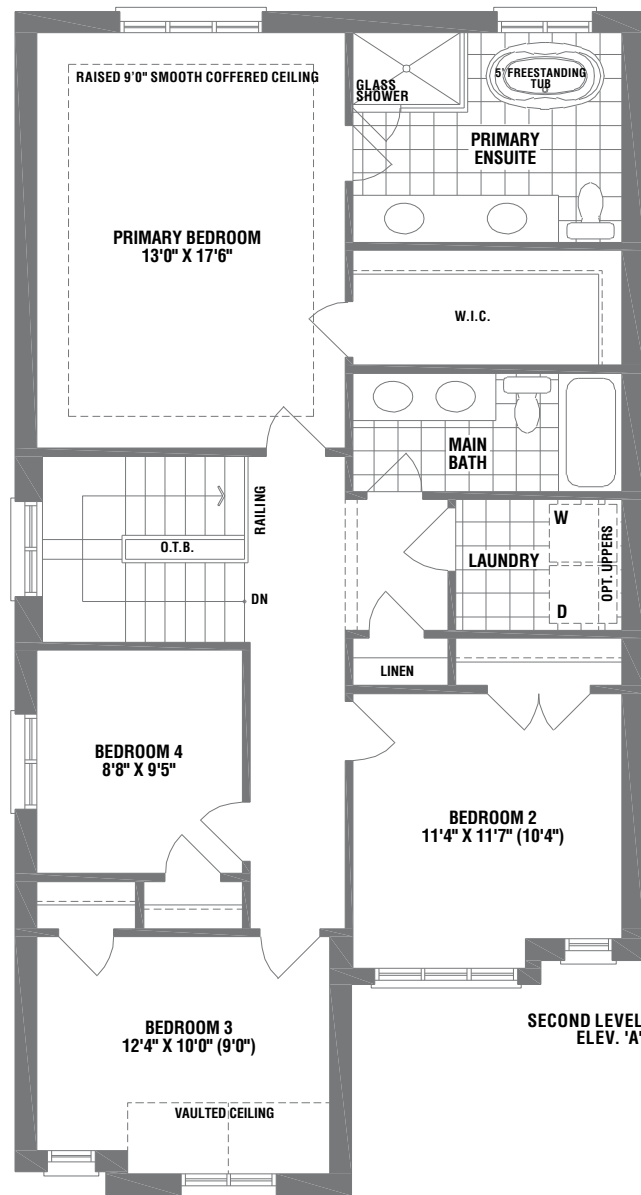 RAISED 9'0" SMOOTH COFFERED CEILING
GLASS
SHOWER
5' FREESTANDING
TUB
PRIMARY
ENSUITE
PRIMARY BEDROOM
13'0" X 17'6"
W.I.C.
MAIN
BATH
RAILING
O.T.B.
DN
LAUNDRY
W
D
OPT. UPPERS
LINEN
BEDROOM 4
8'8" X 9'5"
BEDROOM 2
11'4" X 11'7" (10'4")
SECOND LEVEL
ELEV. 'A'
BEDROOM 3
12'4" X 10'0" (9'0")
VAULTED CEILING